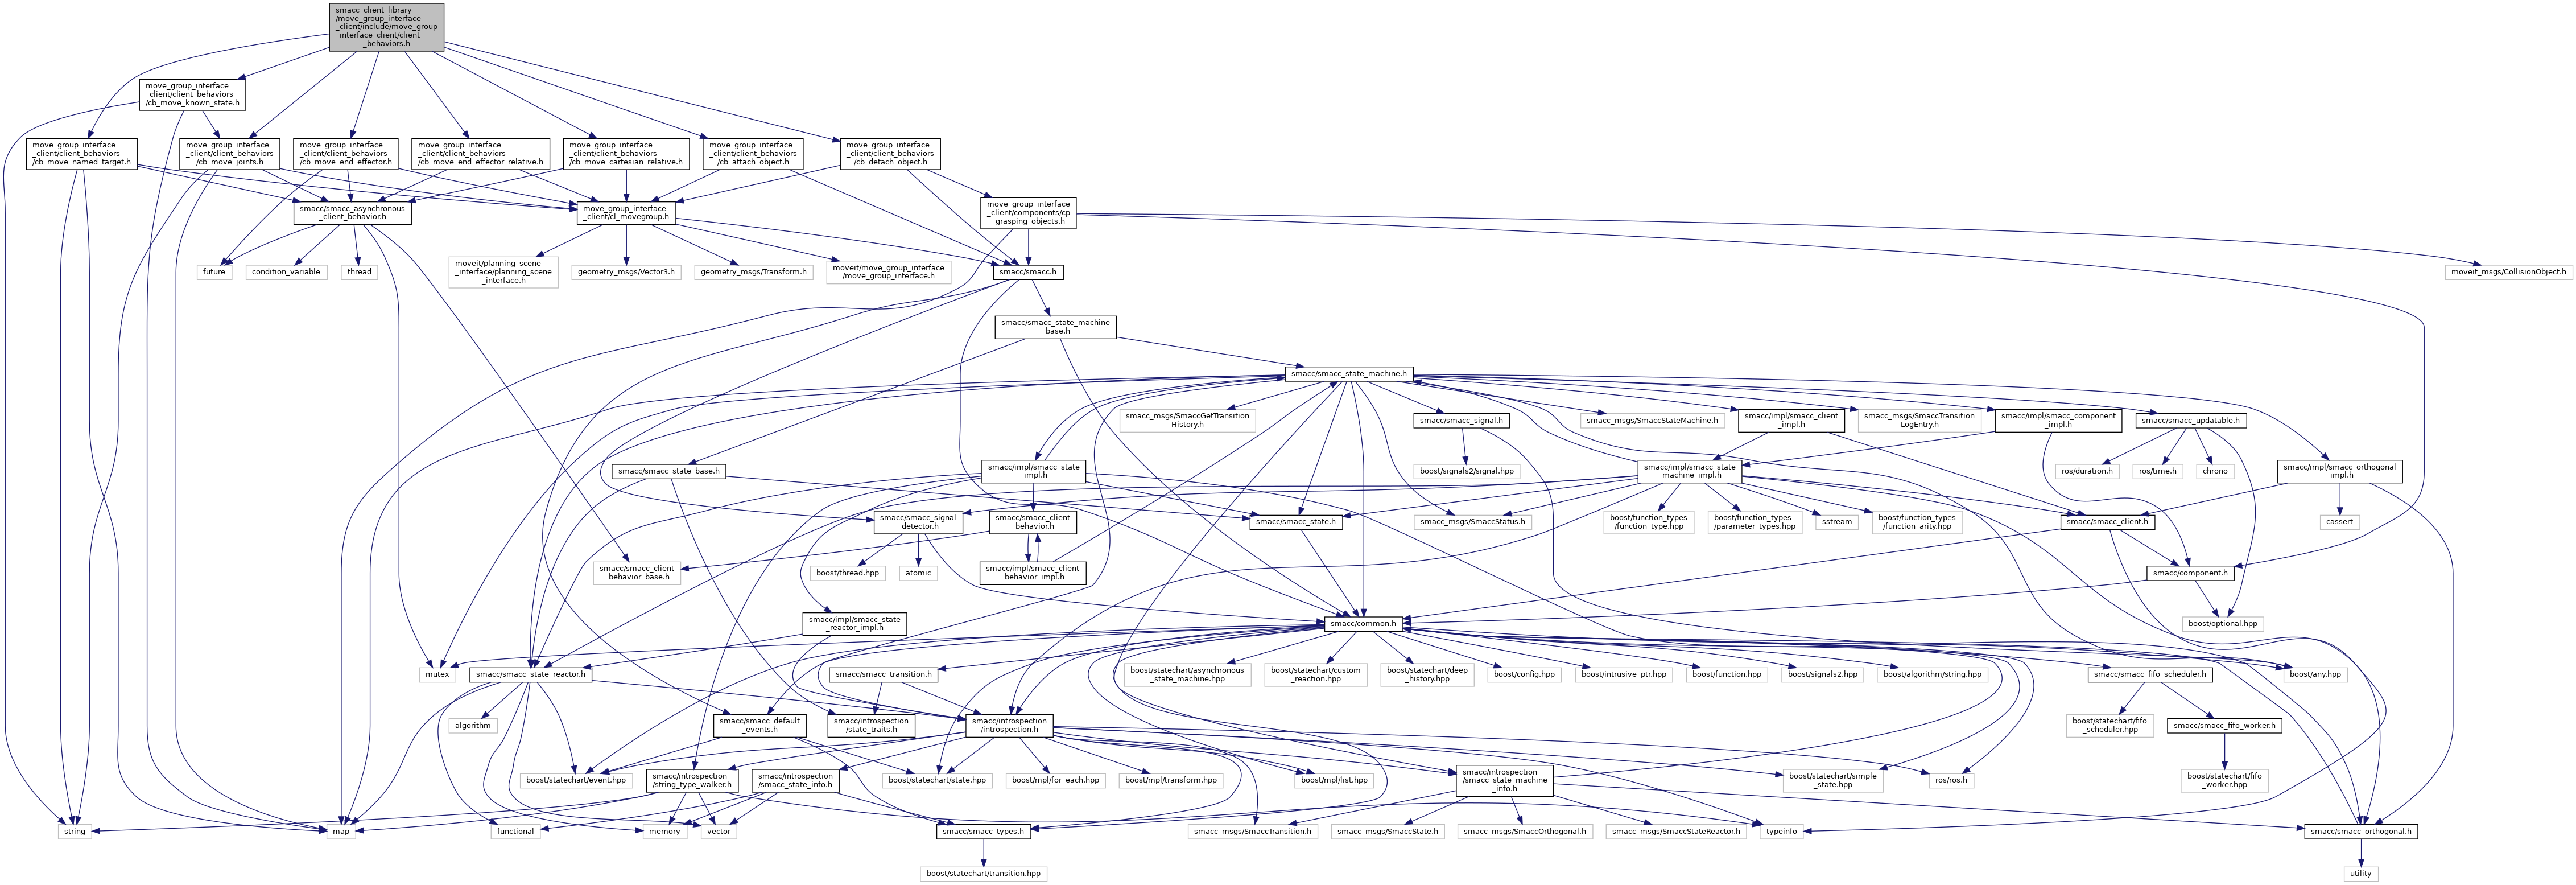 smacc_client_library
/move_group_interface
_client/include/move_group
_interface_client/client
_behaviors.h
move_group_interface
_client/client_behaviors
/cb_move_known_state.h
move_group_interface
_client/client_behaviors
/cb_move_named_target.h
move_group_interface
_client/client_behaviors
/cb_move_joints.h
move_group_interface
_client/client_behaviors
/cb_move_end_effector.h
move_group_interface
_client/client_behaviors
/cb_move_end_effector_relative.h
move_group_interface
_client/client_behaviors
/cb_move_cartesian_relative.h
move_group_interface
_client/client_behaviors
/cb_attach_object.h
move_group_interface
_client/client_behaviors
/cb_detach_object.h
smacc/smacc_asynchronous
_client_behavior.h
move_group_interface
_client/cl_movegroup.h
move_group_interface
_client/components/cp
_grasping_objects.h
future
condition_variable
thread
moveit/planning_scene
_interface/planning_scene
_interface.h
geometry_msgs/Vector3.h
geometry_msgs/Transform.h
moveit/move_group_interface
/move_group_interface.h
smacc/smacc.h
moveit_msgs/CollisionObject.h
smacc/smacc_state_machine
_base.h
smacc/smacc_state_machine.h
smacc_msgs/SmaccGetTransition
History.h
smacc/smacc_signal.h
smacc_msgs/SmaccStateMachine.h
smacc/impl/smacc_client
_impl.h
smacc_msgs/SmaccTransition
LogEntry.h
smacc/impl/smacc_component
_impl.h
smacc/smacc_updatable.h
smacc/smacc_state_base.h
smacc/impl/smacc_state
_impl.h
boost/signals2/signal.hpp
smacc/impl/smacc_state
_machine_impl.h
ros/duration.h
ros/time.h
chrono
smacc/impl/smacc_orthogonal
_impl.h
smacc/smacc_signal
_detector.h
smacc/smacc_client
_behavior.h
smacc/smacc_state.h
smacc_msgs/SmaccStatus.h
boost/function_types
/function_type.hpp
boost/function_types
/parameter_types.hpp
sstream
boost/function_types
/function_arity.hpp
smacc/smacc_client.h
cassert
smacc/smacc_client
_behavior_base.h
boost/thread.hpp
atomic
smacc/impl/smacc_client
_behavior_impl.h
smacc/component.h
smacc/impl/smacc_state
_reactor_impl.h
smacc/common.h
boost/optional.hpp
mutex
smacc/smacc_state_reactor.h
smacc/smacc_transition.h
boost/statechart/asynchronous
_state_machine.hpp
boost/statechart/custom
_reaction.hpp
boost/statechart/deep
_history.hpp
boost/config.hpp
boost/intrusive_ptr.hpp
boost/function.hpp
boost/signals2.hpp
boost/algorithm/string.hpp
smacc/smacc_fifo_scheduler.h
boost/any.hpp
algorithm
smacc/smacc_default
_events.h
smacc/introspection
/state_traits.h
smacc/introspection
/introspection.h
boost/statechart/fifo
_scheduler.hpp
smacc/smacc_fifo_worker.h
boost/statechart/event.hpp
smacc/introspection
/string_type_walker.h
smacc/introspection
/smacc_state_info.h
boost/statechart/state.hpp
boost/mpl/for_each.hpp
boost/mpl/transform.hpp
boost/mpl/list.hpp
smacc/introspection
/smacc_state_machine
_info.h
boost/statechart/simple
_state.hpp
ros/ros.h
boost/statechart/fifo
_worker.hpp
string
map
functional
memory
vector
smacc/smacc_types.h
smacc_msgs/SmaccTransition.h
smacc_msgs/SmaccState.h
smacc_msgs/SmaccOrthogonal.h
smacc_msgs/SmaccStateReactor.h
typeinfo
smacc/smacc_orthogonal.h
boost/statechart/transition.hpp
utility